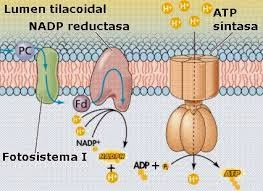 Lumen tilacoidal
NADP reductasa
ATP
sintasa
H⁺
H⁺
H⁺
H⁺
H⁺
PC
Fd
NADP⁺
NADPH
+
H⁺
Fotosistema I
ADP +
Pi
H⁺
ATP